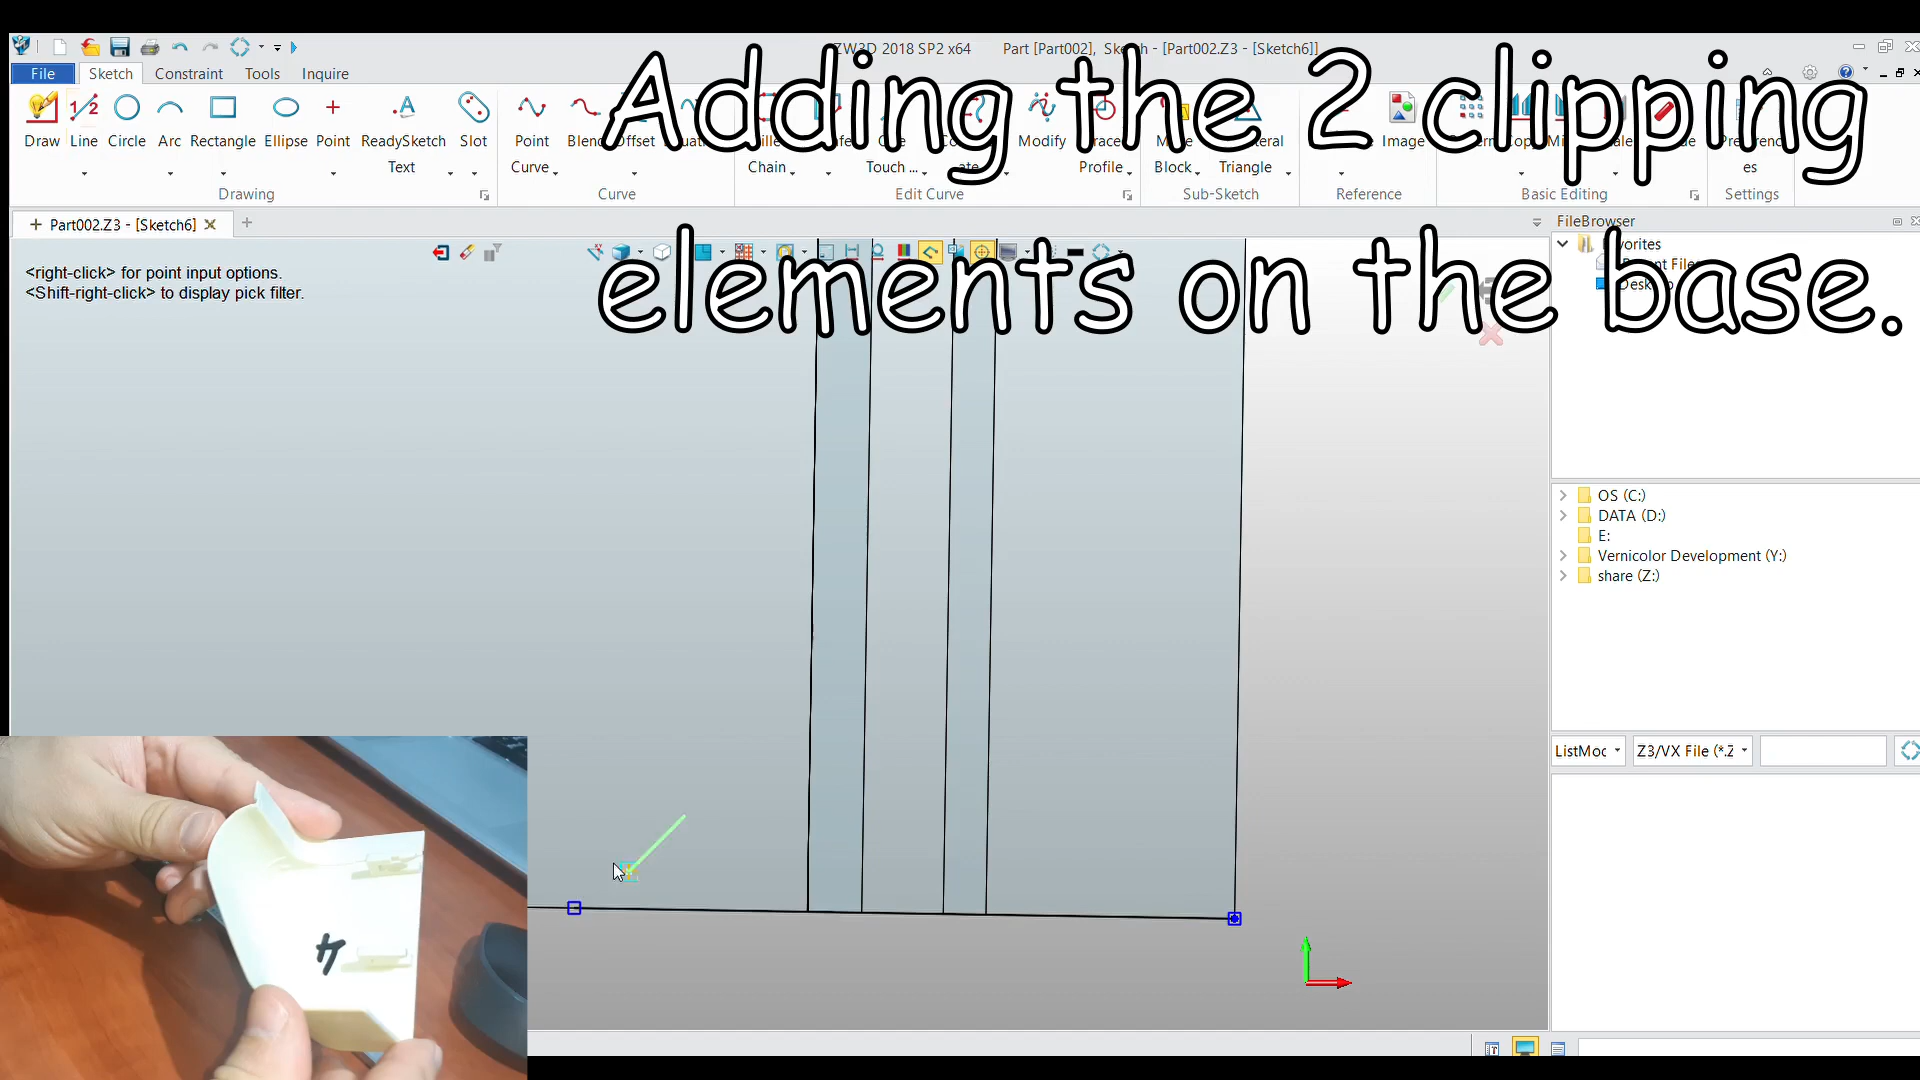 ZW3D 2018 SP2 x64 Part [Part002], Sketch - [Part002.Z3 - [Sketch6]]
Adding the 2 clipping
elements on the base.
File Sketch Constraint Tools Inquire
Draw Line Circle Arc Rectangle Ellipse Point ReadySketch Text Slot
Point Curve Blend Offset
Chain Touch ... Modify Profile Block Triangle Image
Drawing Curve Edit Curve Sub-Sketch Reference Basic Editing Settings
Part002.Z3 - [Sketch6]
FileBrowser
<right-click> for point input options.
<Shift-right-click> to display pick filter.
OS (C:)
DATA (D:)
E:
Vernicolor Development (Y:)
share (Z:)
ListMoc Z3/VX File (*.Z